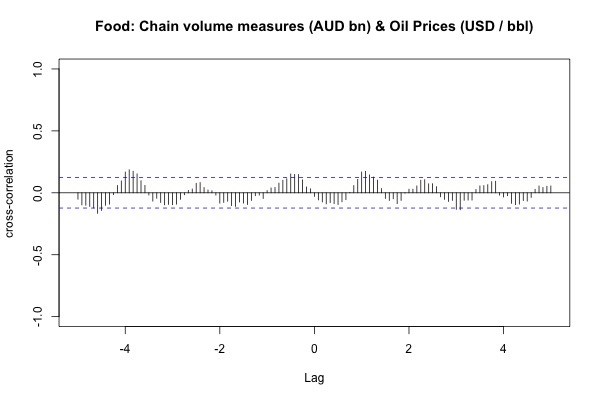 Food: Chain volume measures (AUD bn) & Oil Prices (USD / bbl)
1.0
0.5
0.0
-0.5
-1.0
cross-correlation
-4 -2 0 2 4
Lag